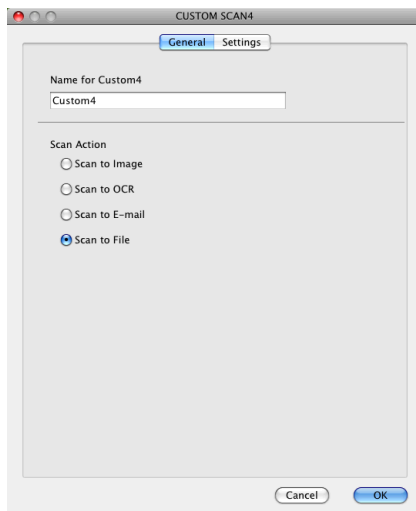 CUSTOM SCAN4
General Settings
Name for Custom4
Custom4
Scan Action
Scan to Image
Scan to OCR
Scan to E-mail
Scan to File
Cancel OK